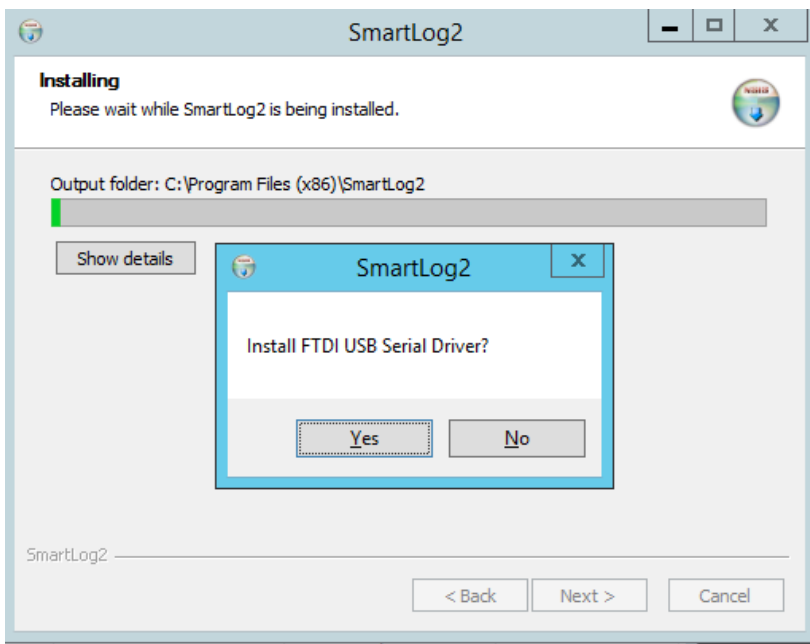 SmartLog2
Installing
Please wait while SmartLog2 is being installed.
Output folder: C:\Program Files (x86)\SmartLog2
Show details
SmartLog2
Install FTDI USB Serial Driver?
Yes
No
SmartLog2
< Back
Next >
Cancel